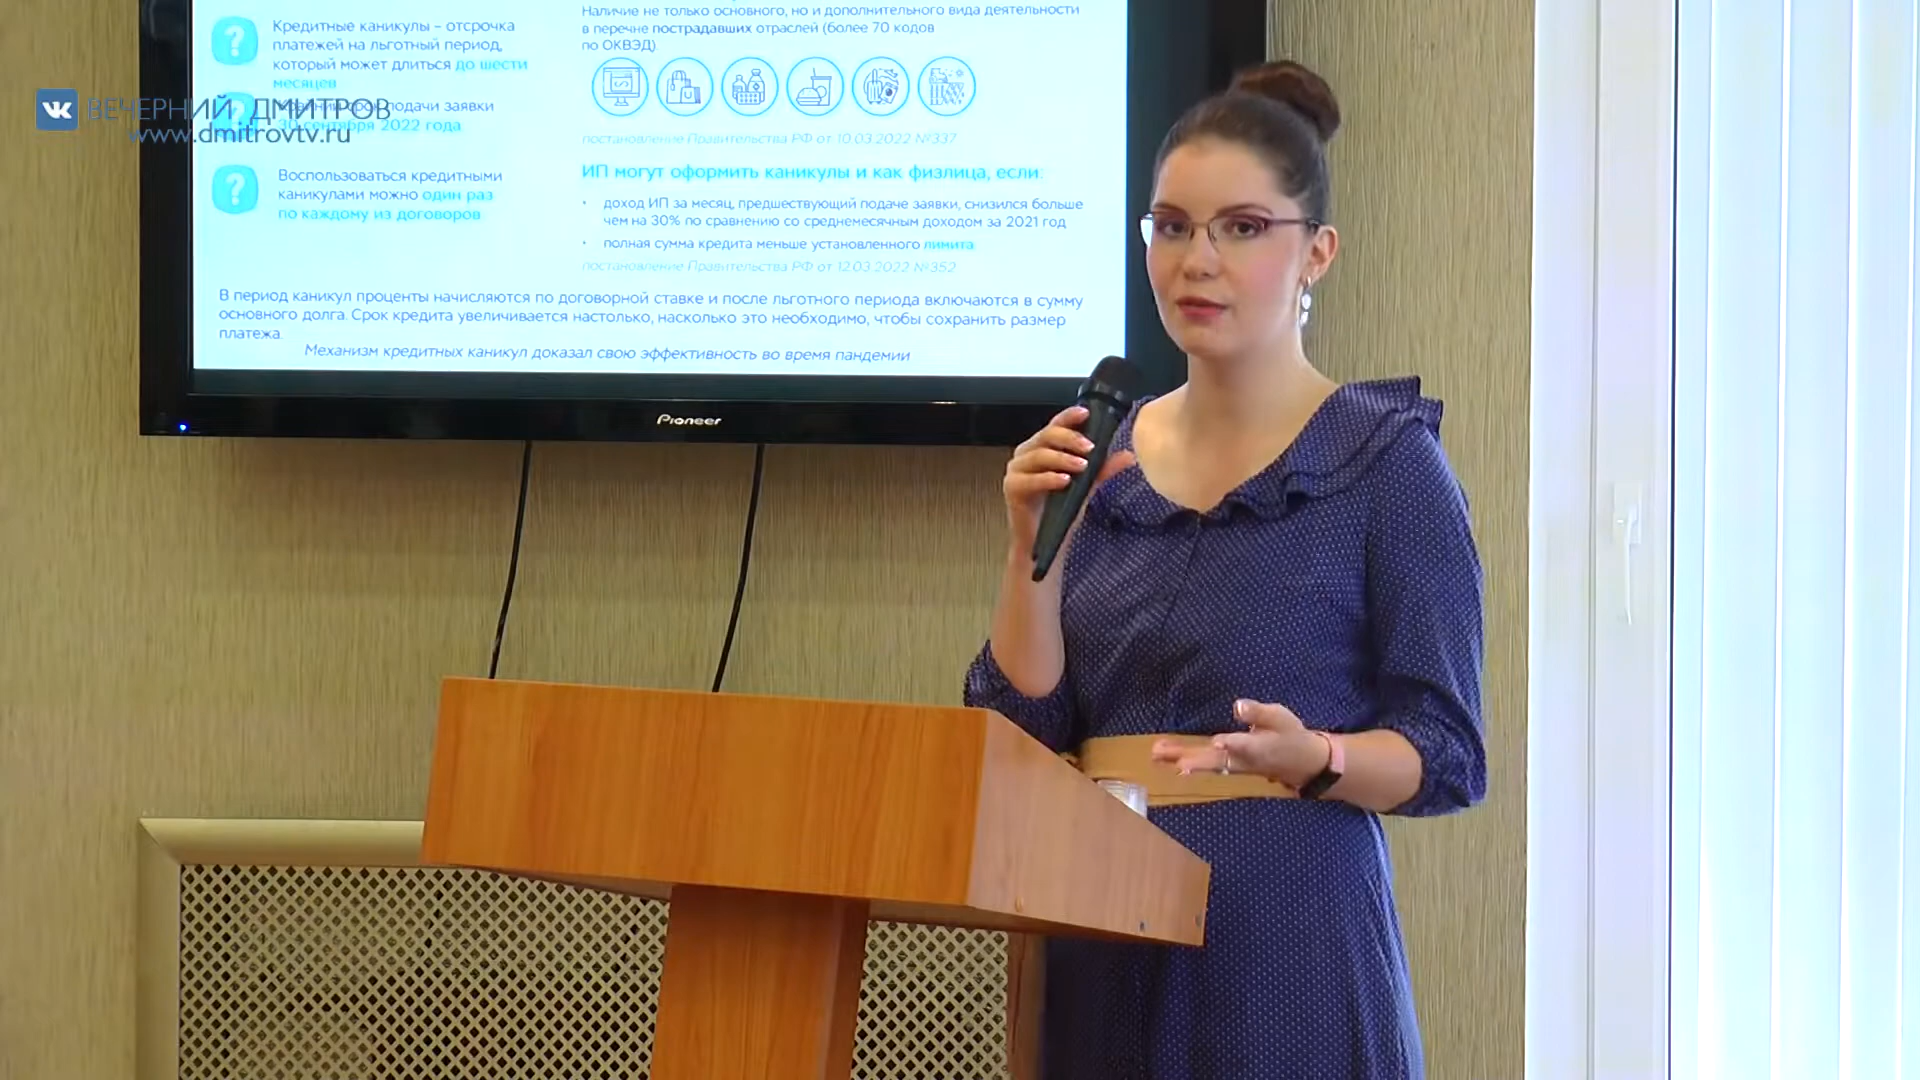 Кредитные каникулы – отсрочка
платежей на льготный период,
который может длиться до шести
месяцев
ВЕЧЕРНИЙ ДМИТРОВ
www.dmitrovtv.ru
срок подачи заявки
30 сентября 2022 года
Воспользоваться кредитными
каникулами можно один раз
по каждому из договоров
Наличие не только основного, но и дополнительного вида деятельности
в перечне пострадавших отраслей (более 70 кодов
по ОКВЭД)
постановление Правительства РФ от 10.03.2022 №337
ИП могут оформить каникулы и как физлица, если:
• доход ИП за месяц, предшествующий подаче заявки, снизился больше
чем на 30% по сравнению со среднемесячным доходом за 2021 год
• полная сумма кредита меньше установленного лимита
постановление Правительства РФ от 12.03.2022 №352
В период каникул проценты начисляются по договорной ставке и после льготного периода включаются в сумму
основного долга. Срок кредита увеличивается настолько, насколько это необходимо, чтобы сохранить размер
платежа.
Механизм кредитных каникул доказал свою эффективность во время пандемии
Pioneer